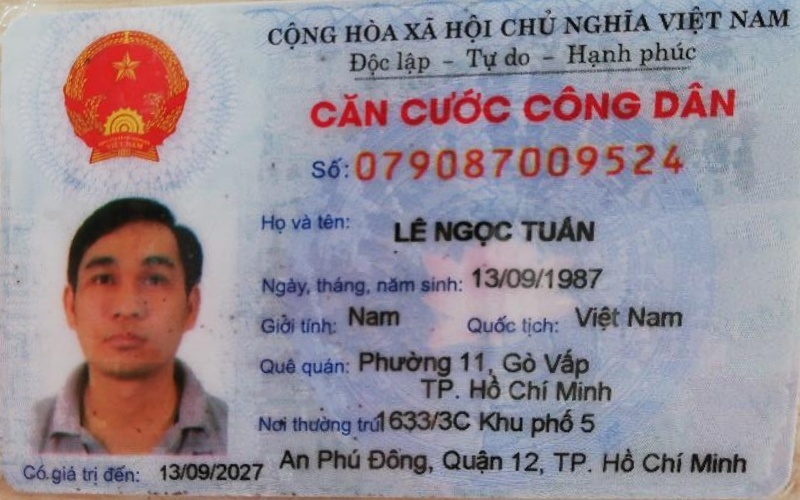 CỘNG HÒA XÃ HỘI CHỦ NGHĨA VIỆT NAM
Độc lập - Tự do - Hạnh phúc
CĂN CƯỚC CÔNG DÂN
Số: 079087009524
Họ và tên: LÊ NGỌC TUẤN
Ngày, tháng, năm sinh: 13/09/1987
Giới tính: Nam Quốc tịch: Việt Nam
Quê quán: Phường 11, Gò Vấp
TP. Hồ Chí Minh
Nơi thường trú: 1633/3C Khu phố 5
An Phú Đông, Quận 12, TP. Hồ Chí Minh
Có giá trị đến: 13/09/2027